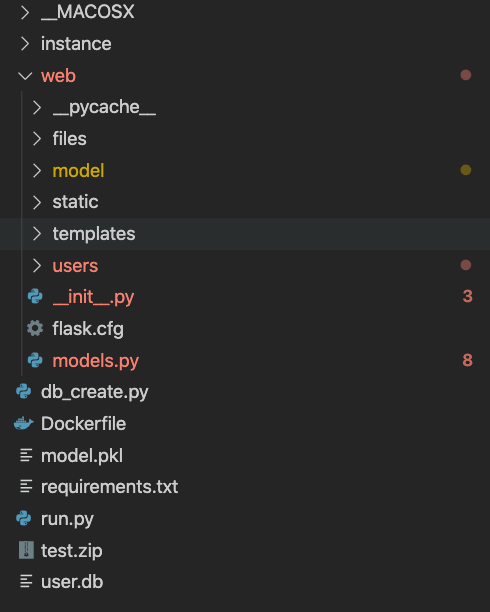 __MACOSX
instance
web
__pycache__
files
model
static
templates
users
__init__.py 3
flask.cfg
models.py 8
db_create.py
Dockerfile
model.pkl
requirements.txt
run.py
test.zip
user.db